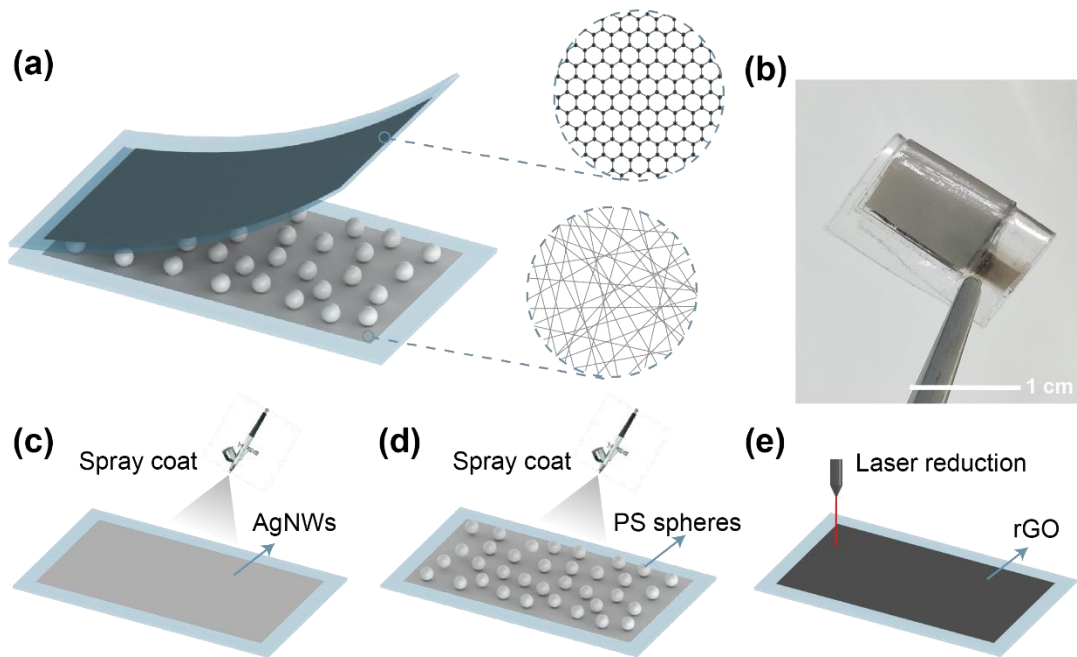 (a)
(b)
1 cm
(c)
Spray coat
AgNWs
(d)
Spray coat
PS spheres
(e)
Laser reduction
rGO